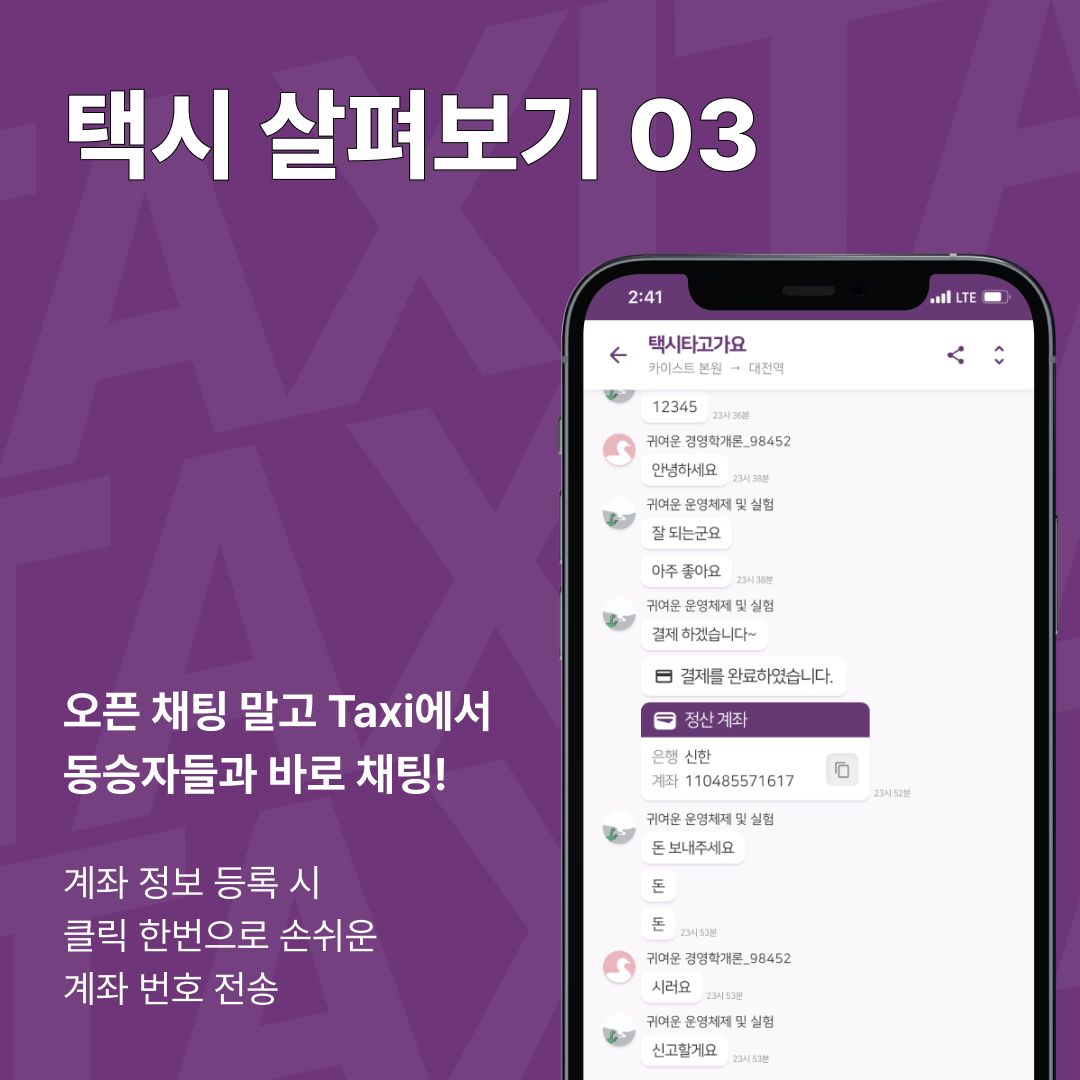 택시 살펴보기 03
2:41
LTE
택시타고가요
카이스트 본원 → 대전역
12345 23시 36분
귀여운 경영학개론_98452
안녕하세요 23시 38분
귀여운 운영체제 및 실험
잘 되는군요
아주 좋아요 23시 38분
귀여운 운영체제 및 실험
결제 하겠습니다~
결제를 완료하였습니다.
정산 계좌
은행 신한
계좌 110485571617
23시 52분
귀여운 운영체제 및 실험
돈 보내주세요
돈
돈 23시 53분
귀여운 경영학개론_98452
시러요 23시 53분
귀여운 운영체제 및 실험
신고할게요 23시 53분
오픈 채팅 말고 Taxi에서
동승자들과 바로 채팅!
계좌 정보 등록 시
클릭 한번으로 손쉬운
계좌 번호 전송
TAXITA
TAXI
TAXI